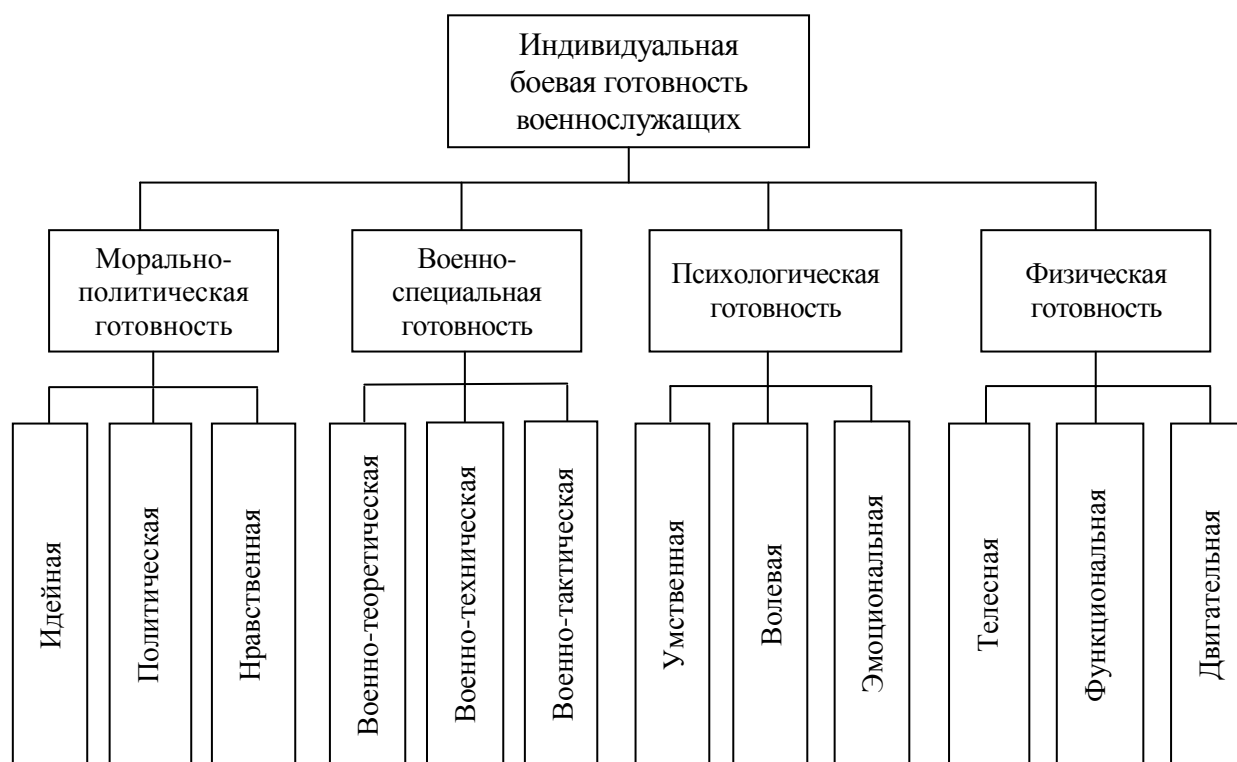 Индивидуальная
боевая готовность
военнослужащих
Морально-
политическая
готовность
Военно-
специальная
готовность
Психологическая
готовность
Физическая
готовность
Идейная
Политическая
Нравственная
Военно-теоретическая
Военно-техническая
Военно-тактическая
Умственная
Волевая
Эмоциональная
Телесная
Функциональная
Двигательная